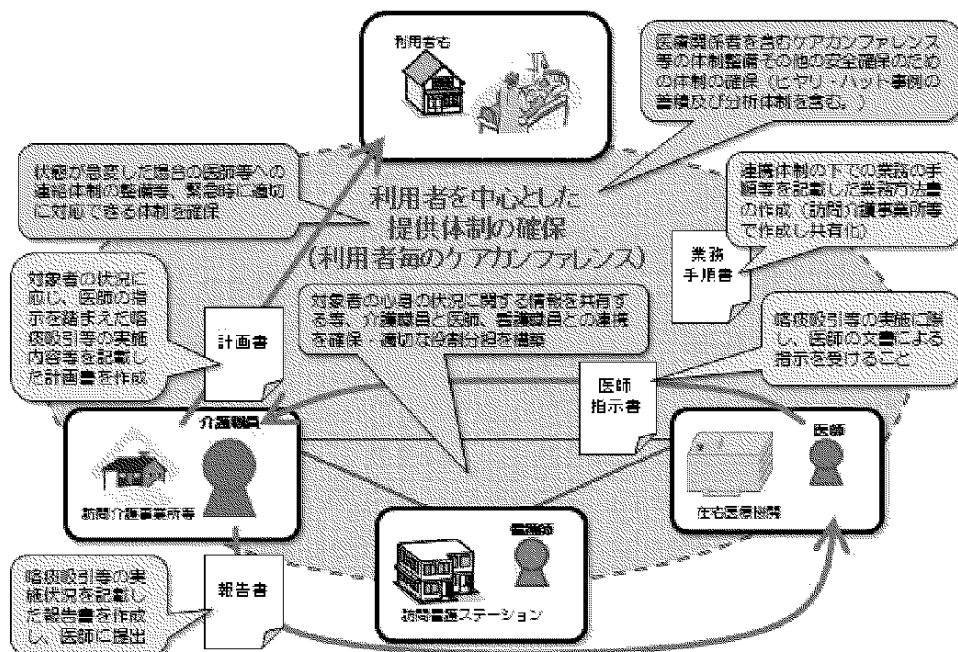 利用者宅
医療関係者を含むケアカンファレンス
等の体制整備その他の安全確保のため
の体制の確保（ヒヤリ・ハット事例の
蓄積及び分析体制を含む。）
状態が急変した場合の医師等への
連絡体制の整備等、緊急時に適切
に対応できる体制を確保
利用者を中心とした
提供体制の確保
（利用者毎のケアカンファレンス）
連携体制の下での業務の手
順等を記載した業務方法書
の作成（訪問介護事業所等
で作成し共有化）
業務
手順書
対象者の状況に
応じ、医師の指
示を踏まえた喀
痰吸引等の実施
内容等を記載し
た計画書を作成
計画書
対象者の心身の状況に関する情報を共有す
る等、介護職員と医師、看護職員との連携
を確保・適切な役割分担を構築
喀痰吸引等の実施に際
し、医師の文書による
指示を受けること
医師
指示書
介護職員
訪問介護事業所等
医師
在宅医療機関
看護師
訪問看護ステーション
喀痰吸引等の実
施状況を記載し
た報告書を作成
し、医師に提出
報告書